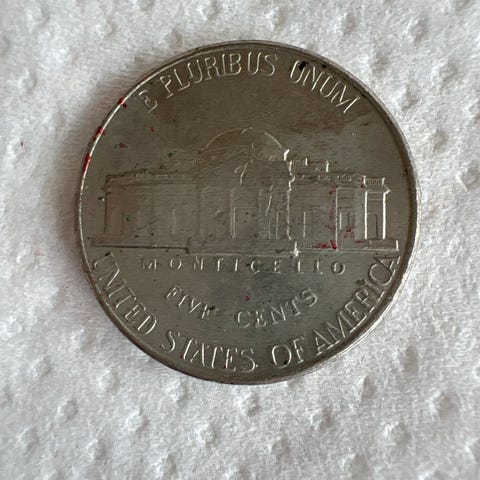 E PLURIBUS UNUM
MONTICELLO
FIVE CENTS
UNITED STATES OF AMERICA